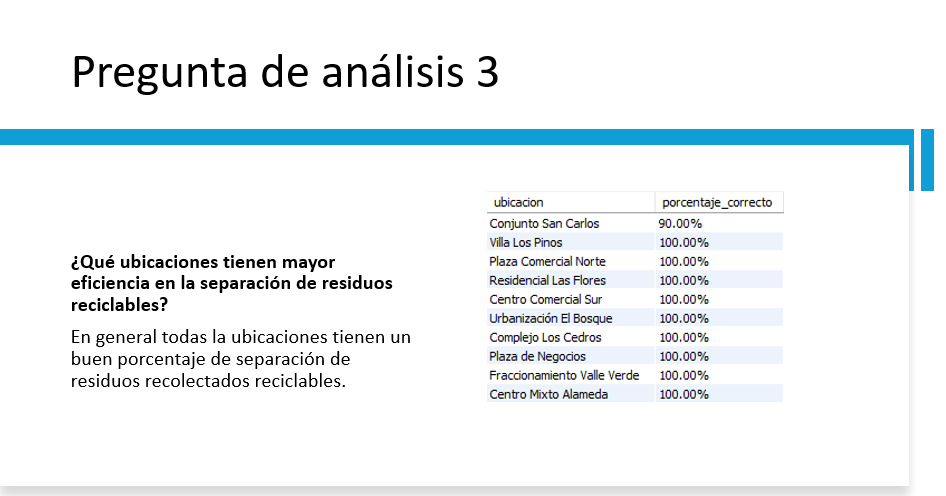 Pregunta de análisis 3
¿Qué ubicaciones tienen mayor
eficiencia en la separación de residuos
reciclables?
En general todas la ubicaciones tienen un
buen porcentaje de separación de
residuos recolectados reciclables.
ubicacion porcentaje_correcto
Conjunto San Carlos 90.00%
Villa Los Pinos 100.00%
Plaza Comercial Norte 100.00%
Residencial Las Flores 100.00%
Centro Comercial Sur 100.00%
Urbanización El Bosque 100.00%
Complejo Los Cedros 100.00%
Plaza de Negocios 100.00%
Fraccionamiento Valle Verde 100.00%
Centro Mixto Alameda 100.00%